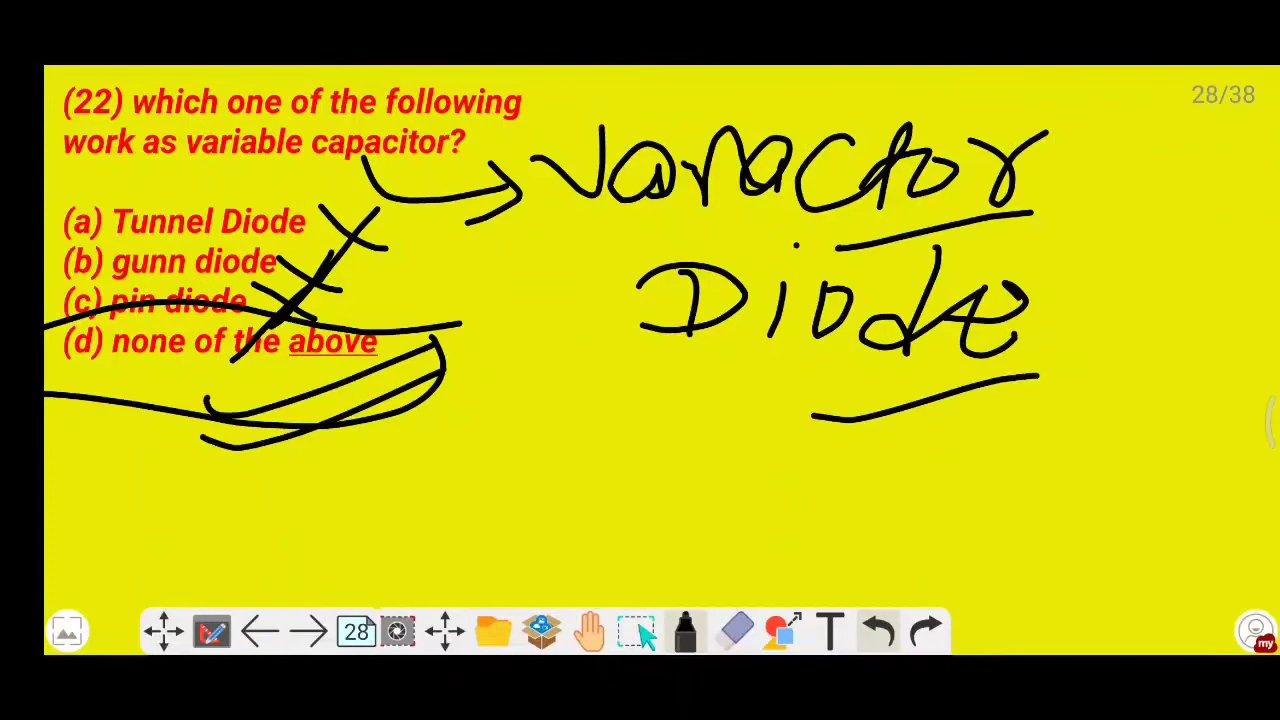 28/38
(22) which one of the following
work as variable capacitor?
Varactor
Diode
(a) Tunnel Diode
(b) gunn diode
(c) pin diode
(d) none of the above
28
T
my